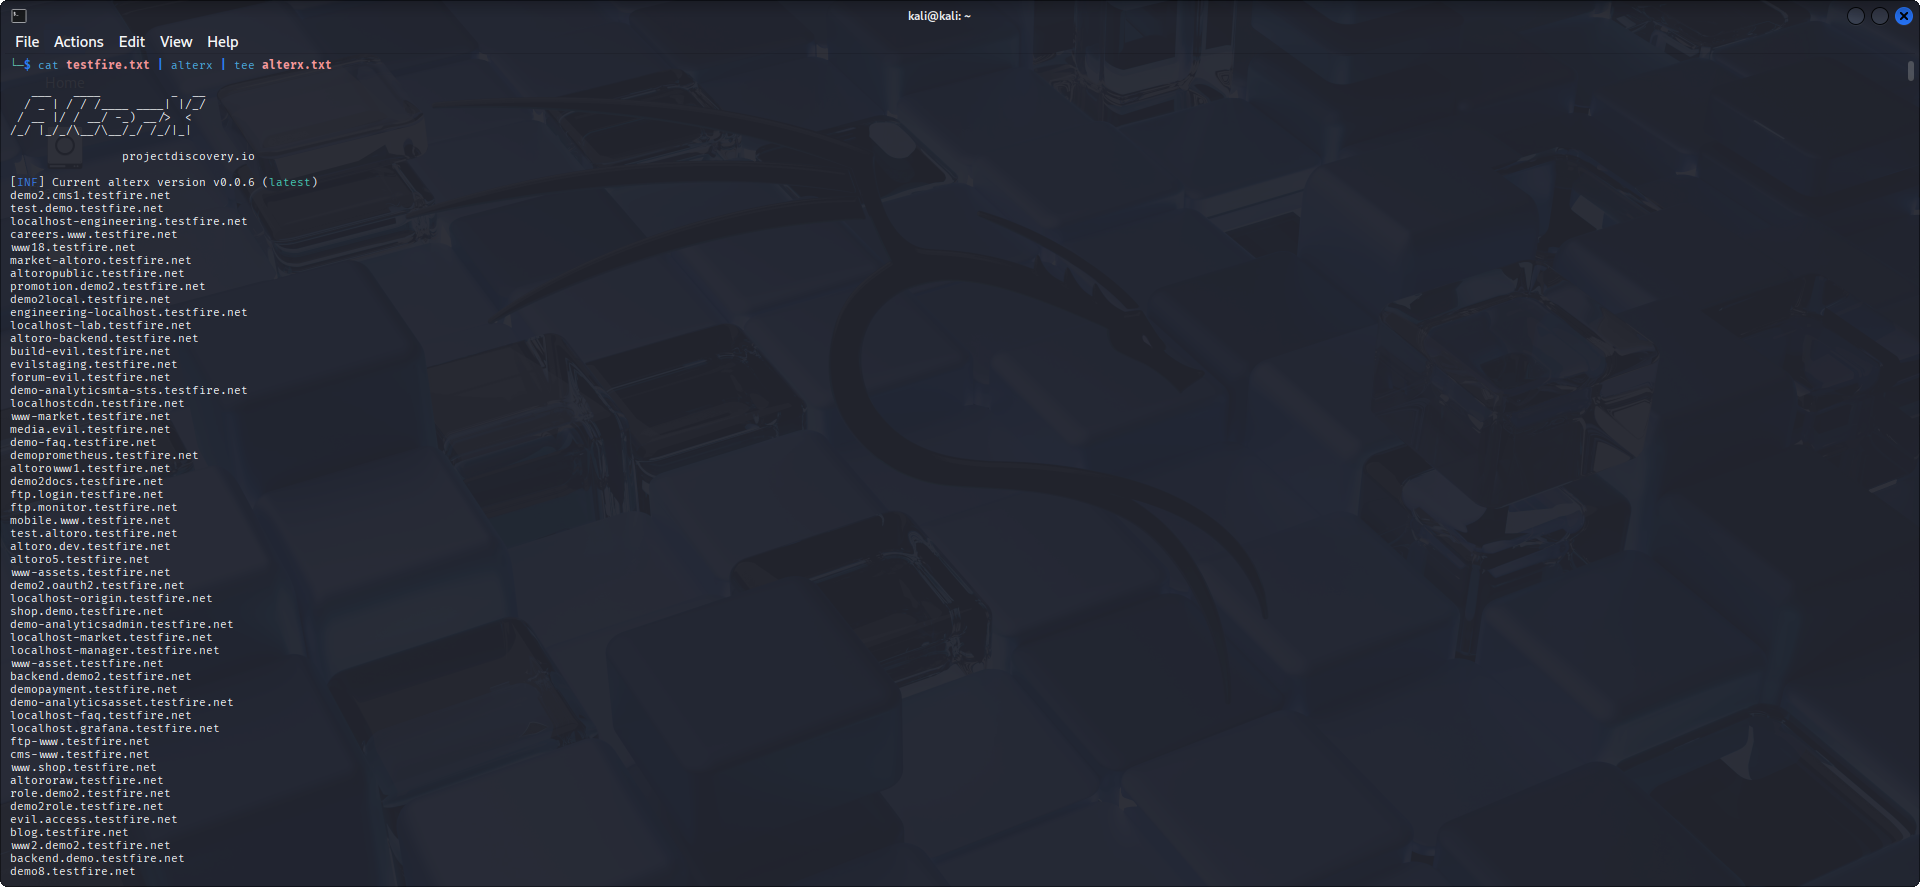 kali@kali: ~
File Actions Edit View Help
└─$ cat testfire.txt | alterx | tee alterx.txt
Home
   ___   ____          _  __
  / _ | / / /____ ____| |/_/
 / __ |/ / __/ -_) __/>  <
/_/ |_/_/\__/\__/_/ /_/|_|
projectdiscovery.io
[INF] Current alterx version v0.0.6 (latest)
demo2.cms1.testfire.net
test.demo.testfire.net
localhost-engineering.testfire.net
careers.www.testfire.net
www18.testfire.net
market-altoro.testfire.net
altoropublic.testfire.net
promotion.demo2.testfire.net
demo2local.testfire.net
engineering-localhost.testfire.net
localhost-lab.testfire.net
altoro-backend.testfire.net
build-evil.testfire.net
evilstaging.testfire.net
forum-evil.testfire.net
demo-analyticsmta-sts.testfire.net
localhostcdn.testfire.net
www-market.testfire.net
media.evil.testfire.net
demo-faq.testfire.net
demoprometheus.testfire.net
altorowww1.testfire.net
demo2docs.testfire.net
ftp.login.testfire.net
ftp.monitor.testfire.net
mobile.www.testfire.net
test.altoro.testfire.net
altoro.dev.testfire.net
altoro5.testfire.net
www-assets.testfire.net
demo2.oauth2.testfire.net
localhost-origin.testfire.net
shop.demo.testfire.net
demo-analyticsadmin.testfire.net
localhost-market.testfire.net
localhost-manager.testfire.net
www-asset.testfire.net
backend.demo2.testfire.net
demopayment.testfire.net
demo-analyticsasset.testfire.net
localhost-faq.testfire.net
localhost.grafana.testfire.net
ftp-www.testfire.net
cms-www.testfire.net
www.shop.testfire.net
altororaw.testfire.net
role.demo2.testfire.net
demo2role.testfire.net
evil.access.testfire.net
blog.testfire.net
www2.demo2.testfire.net
backend.demo.testfire.net
demo8.testfire.net